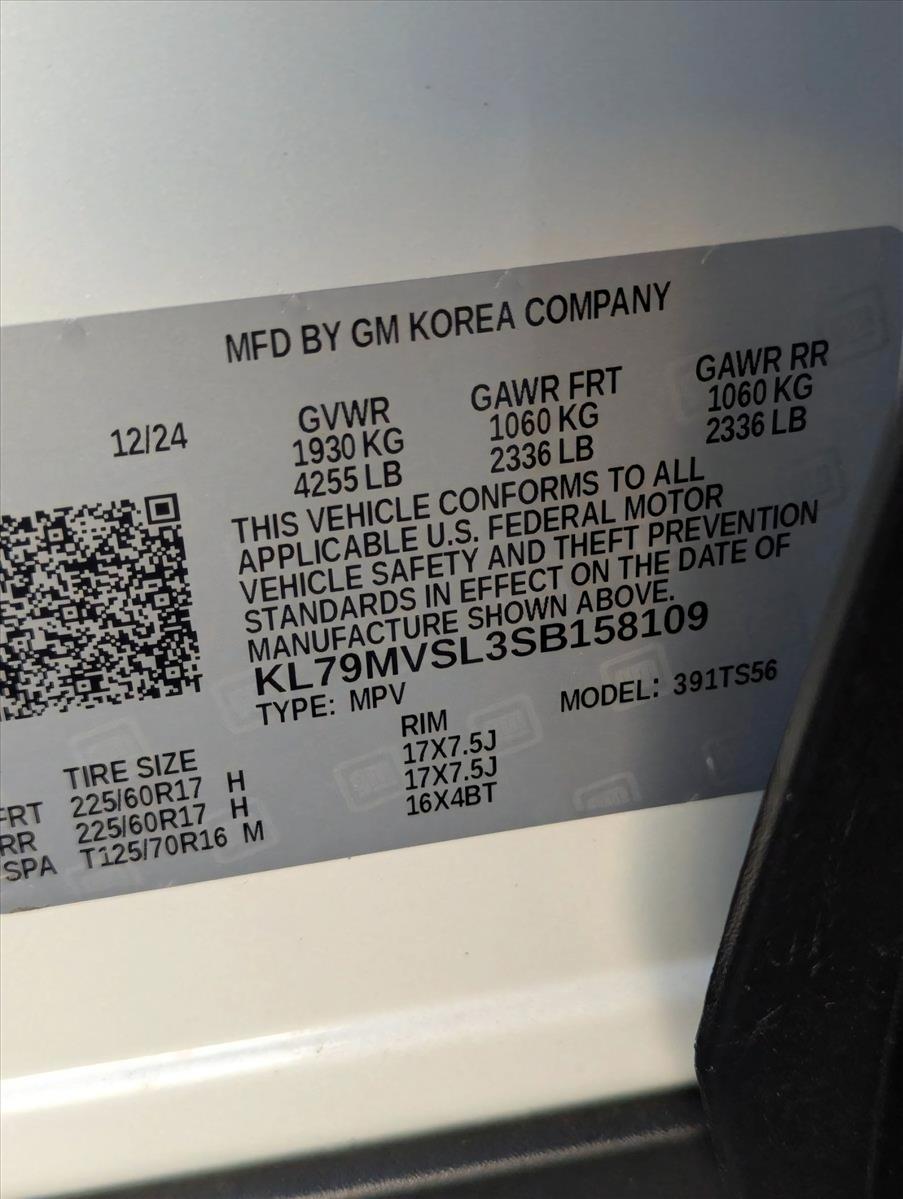 MFD BY GM KOREA COMPANY
12/24
GVWR
1930 KG
4255 LB
GAWR FRT
1060 KG
2336 LB
GAWR RR
1060 KG
2336 LB
THIS VEHICLE CONFORMS TO ALL
APPLICABLE U.S. FEDERAL MOTOR
VEHICLE SAFETY AND THEFT PREVENTION
STANDARDS IN EFFECT ON THE DATE OF
MANUFACTURE SHOWN ABOVE.
KL79MVSL3SB158109
TYPE: MPV MODEL: 391TS56
TIRE SIZE RIM
FRT 225/60R17 H 17X7.5J
RR 225/60R17 H 17X7.5J
SPA T125/70R16 M 16X4BT